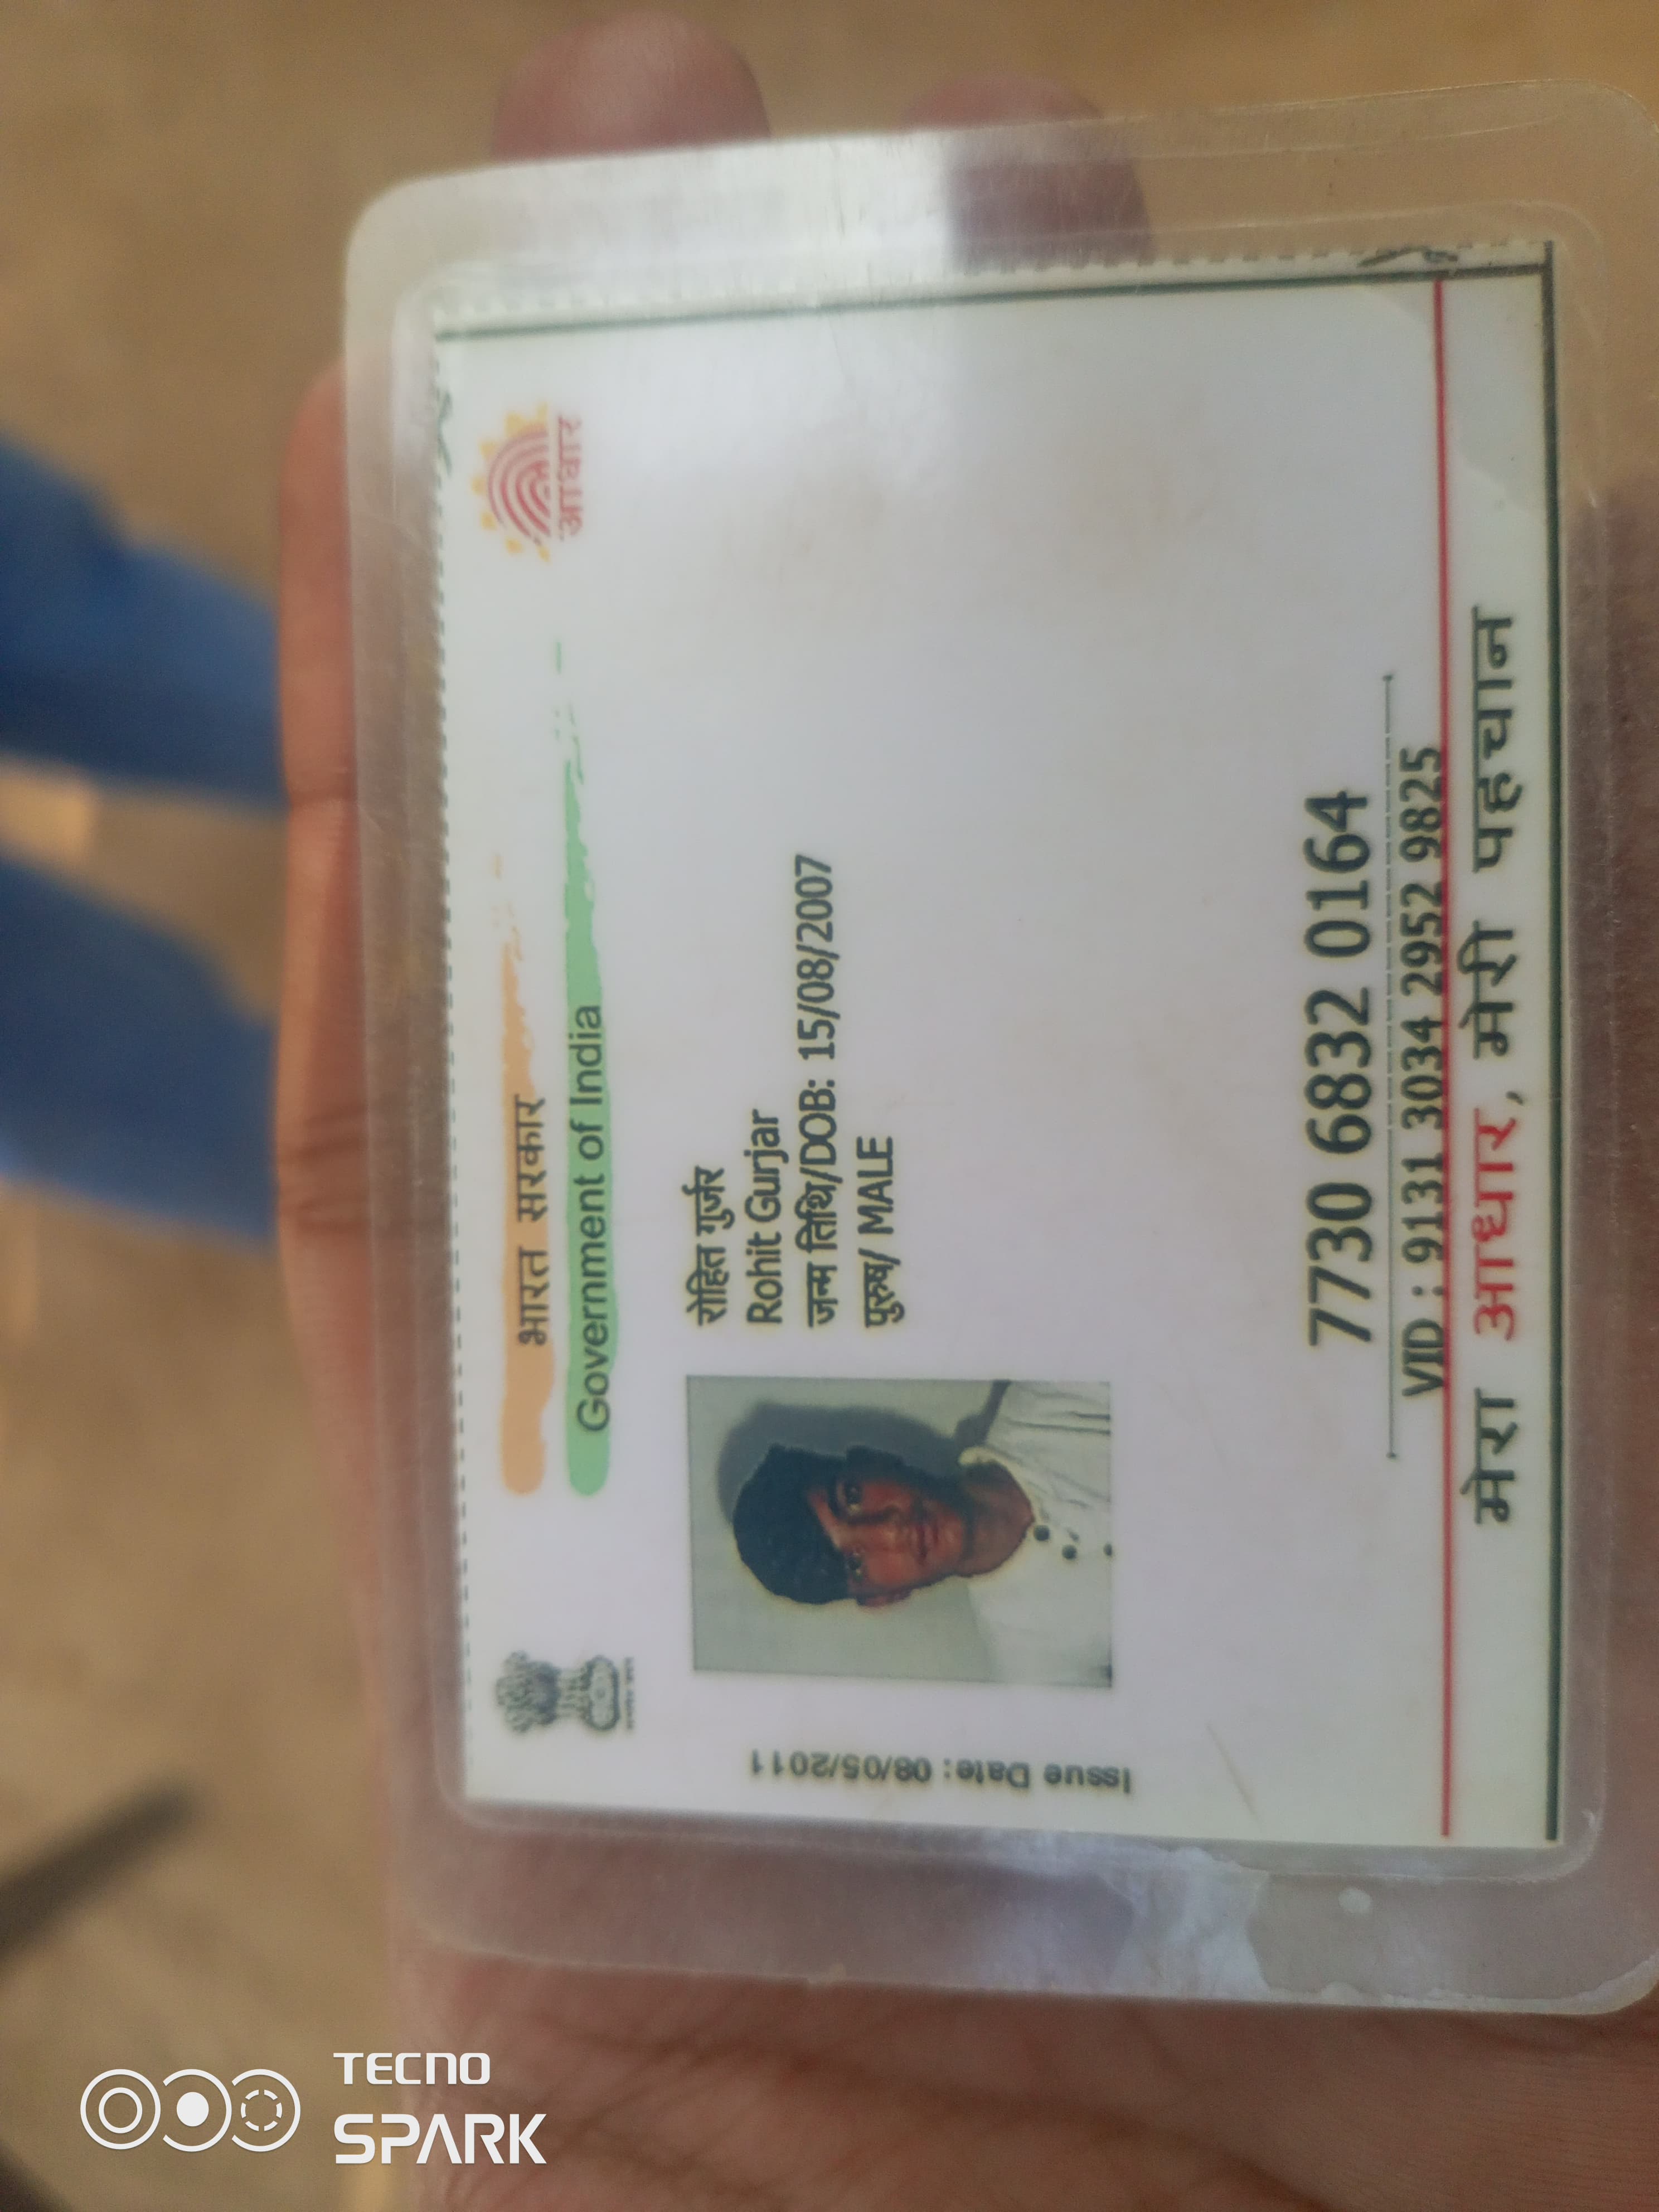 भारत सरकार
Government of India
आधार
रोहित गुर्जर
Rohit Gurjar
जन्म तिथि/DOB: 15/08/2007
पुरुष/ MALE
Issue Date: 08/05/2011
7730 6832 0164
VID : 9131 3034 2952 9825
मेरा आधार, मेरी पहचान
TECNO
SPARK